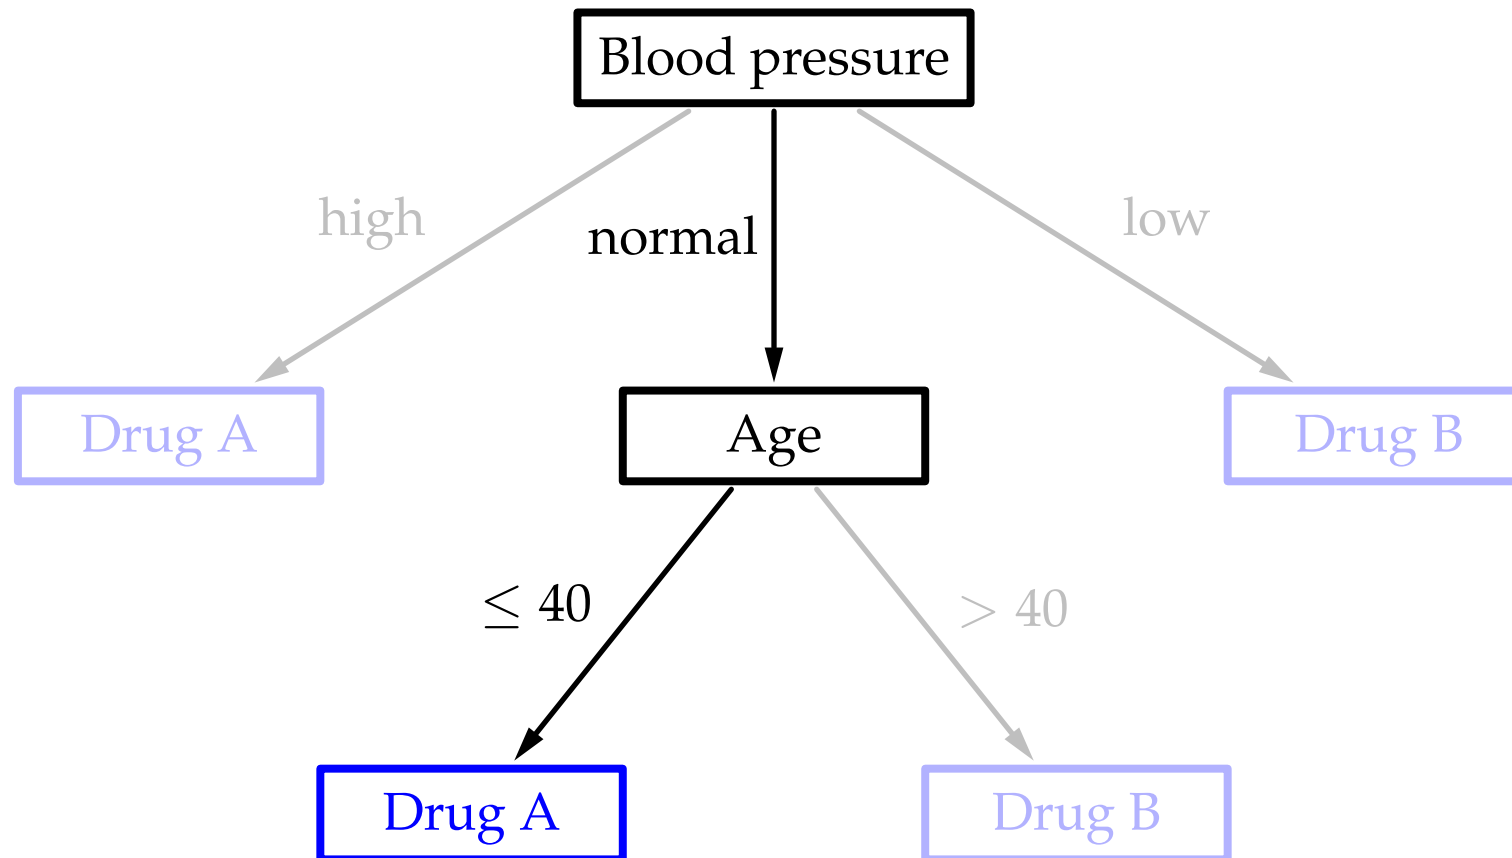 Blood pressure
high
normal
low
Drug A
Age
Drug B
≤ 40
> 40
Drug A
Drug B